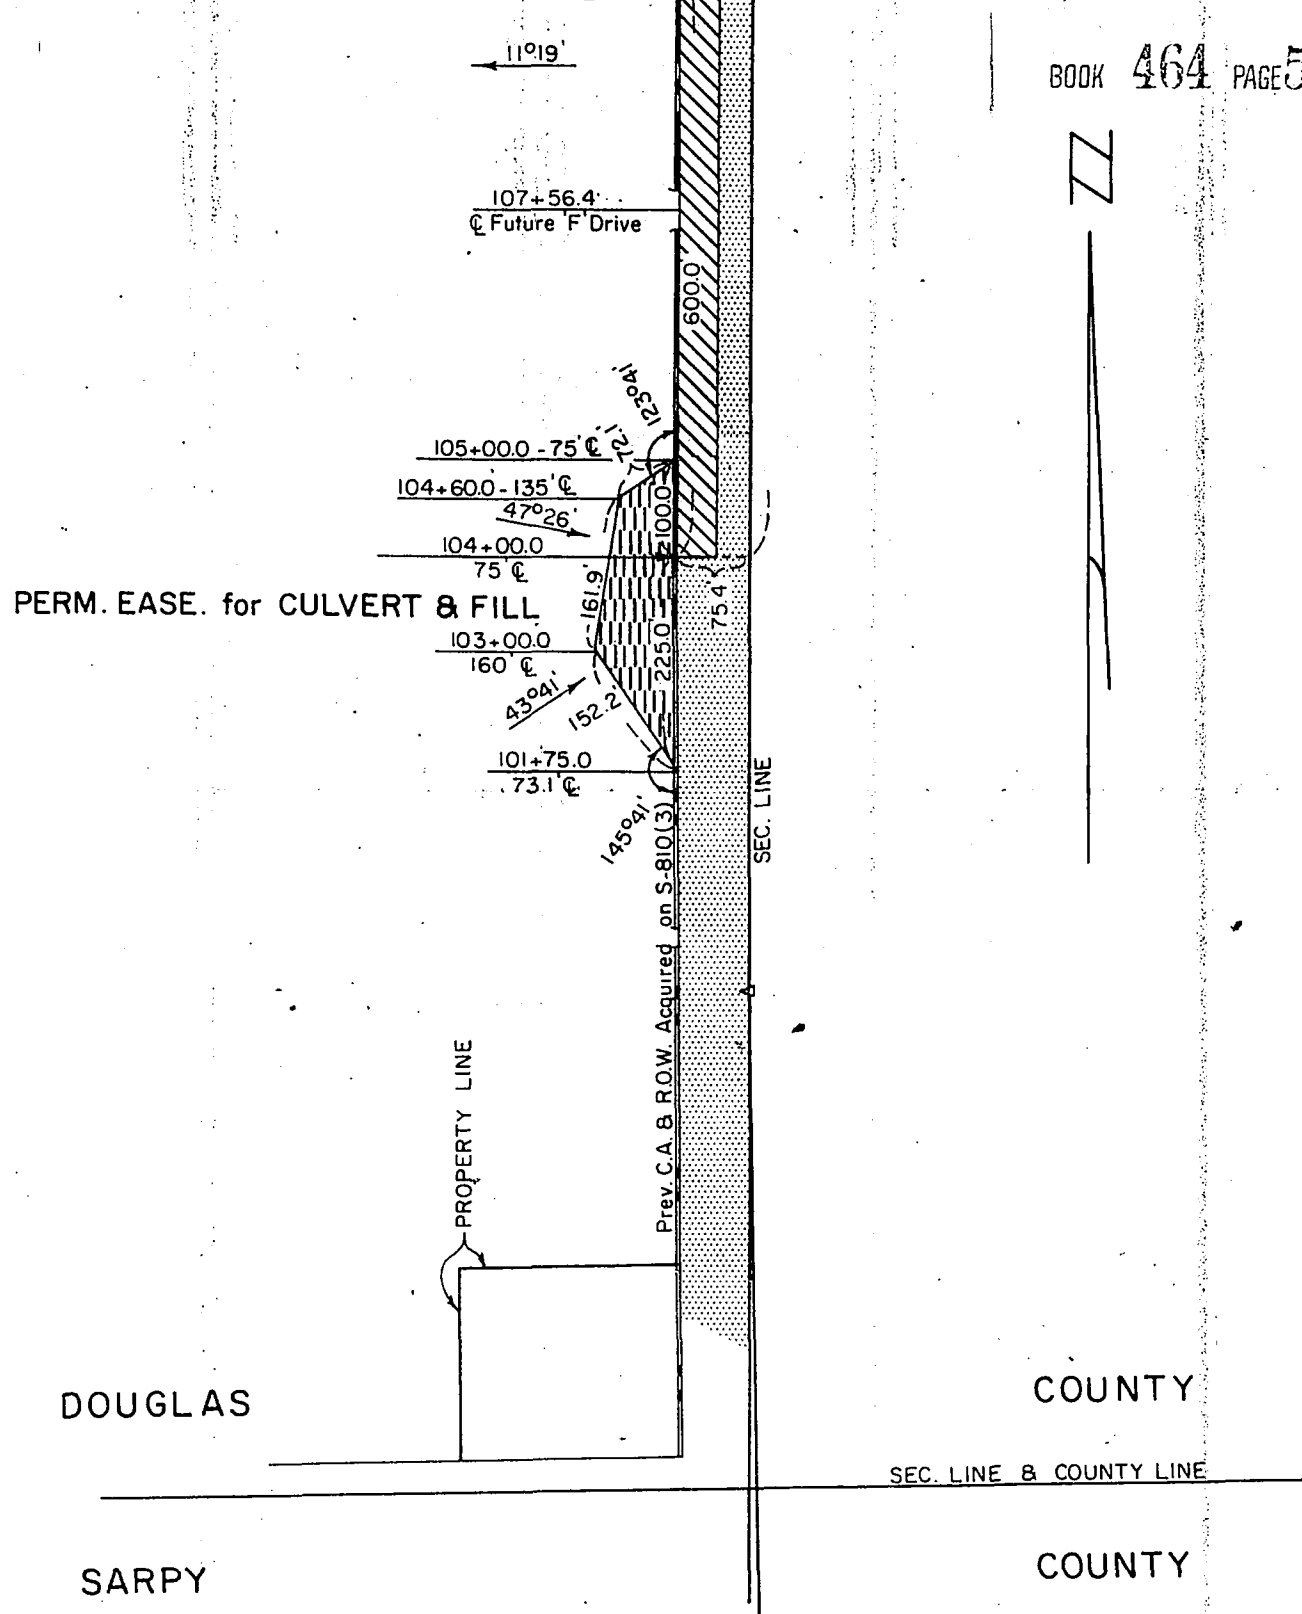 11°19'
BOOK 464 PAGE 5
N
107+56.4
℄ Future 'F' Drive
600.0'
123°41'
72.1'
105+00.0 - 75' ℄
104+60.0 - 135' ℄
47°26'
100.0
104+00.0
75' ℄
161.9'
75.4'
PERM. EASE. for CULVERT & FILL
103+00.0
160' ℄
225.0'
43°41'
152.2'
101+75.0
73.1' ℄
145°41'
SEC. LINE
Prev. C.A. & R.O.W. Acquired on S-810(3)
PROPERTY LINE
DOUGLAS COUNTY
SEC. LINE & COUNTY LINE
SARPY COUNTY